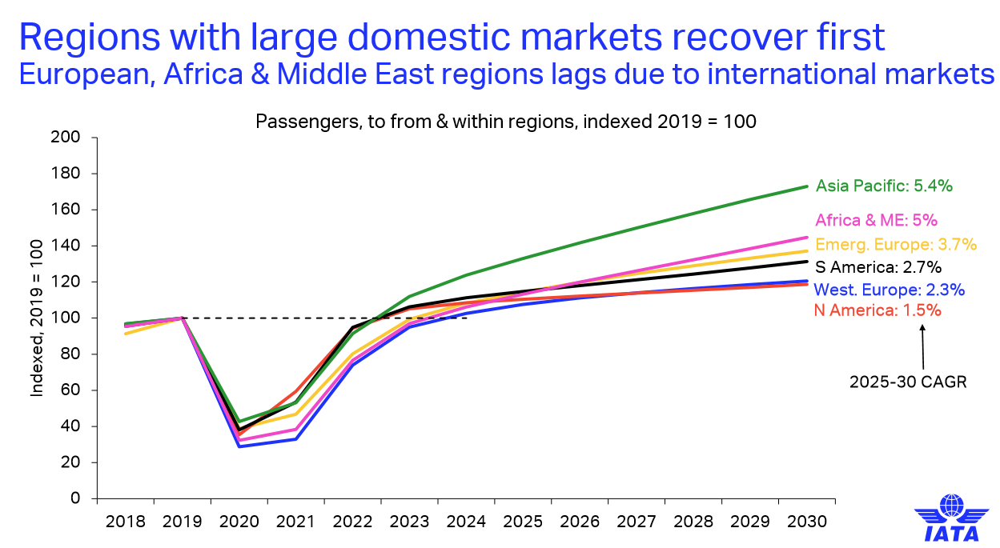 Regions with large domestic markets recover first
European, Africa & Middle East regions lags due to international markets
Passengers, to from & within regions, indexed 2019 = 100
Indexed, 2019 = 100
200
180
160
140
120
100
80
60
40
20
0
2018 2019 2020 2021 2022 2023 2024 2025 2026 2027 2028 2029 2030
Asia Pacific: 5.4%
Africa & ME: 5%
Emerg. Europe: 3.7%
S America: 2.7%
West. Europe: 2.3%
N America: 1.5%
2025-30 CAGR
IATA